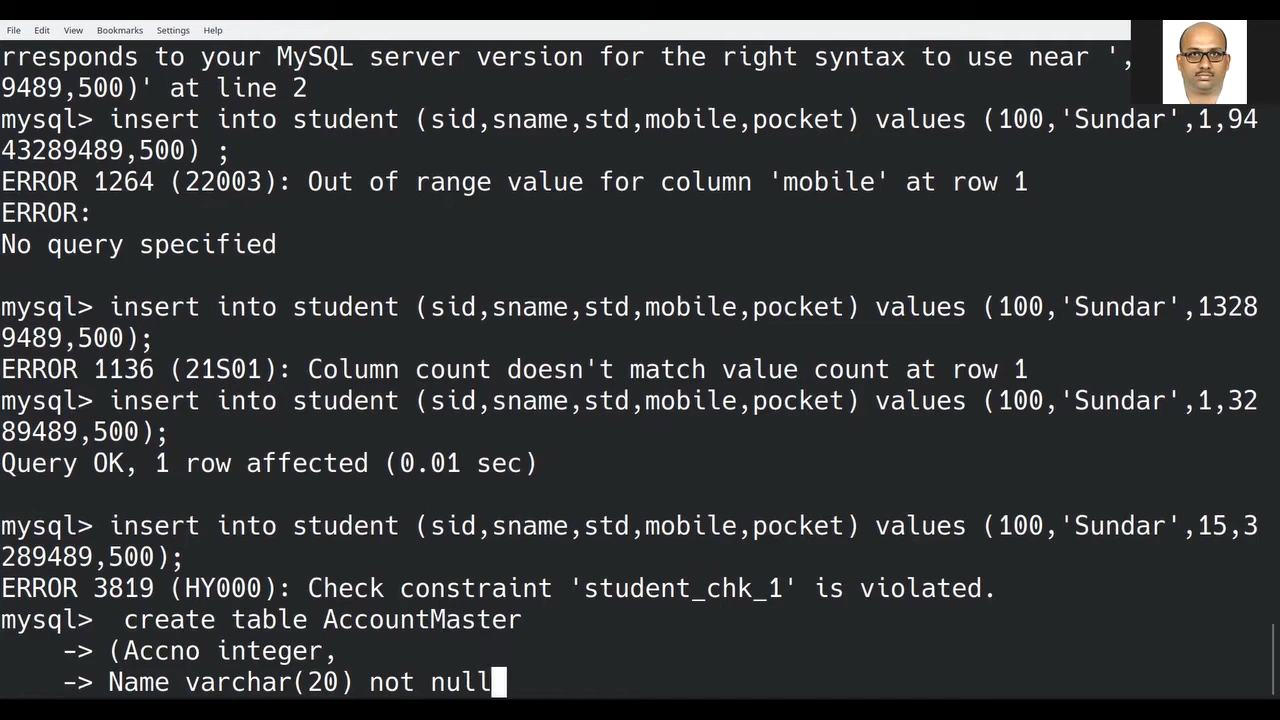 File Edit View Bookmarks Settings Help
rresponds to your MySQL server version for the right syntax to use near ',
9489,500)' at line 2
mysql> insert into student (sid,sname,std,mobile,pocket) values (100,'Sundar',1,94
43289489,500) ;
ERROR 1264 (22003): Out of range value for column 'mobile' at row 1
ERROR:
No query specified
mysql> insert into student (sid,sname,std,mobile,pocket) values (100,'Sundar',1328
9489,500);
ERROR 1136 (21S01): Column count doesn't match value count at row 1
mysql> insert into student (sid,sname,std,mobile,pocket) values (100,'Sundar',1,32
89489,500);
Query OK, 1 row affected (0.01 sec)
mysql> insert into student (sid,sname,std,mobile,pocket) values (100,'Sundar',15,3
289489,500);
ERROR 3819 (HY000): Check constraint 'student_chk_1' is violated.
mysql>  create table AccountMaster
    -> (Accno integer,
    -> Name varchar(20) not null